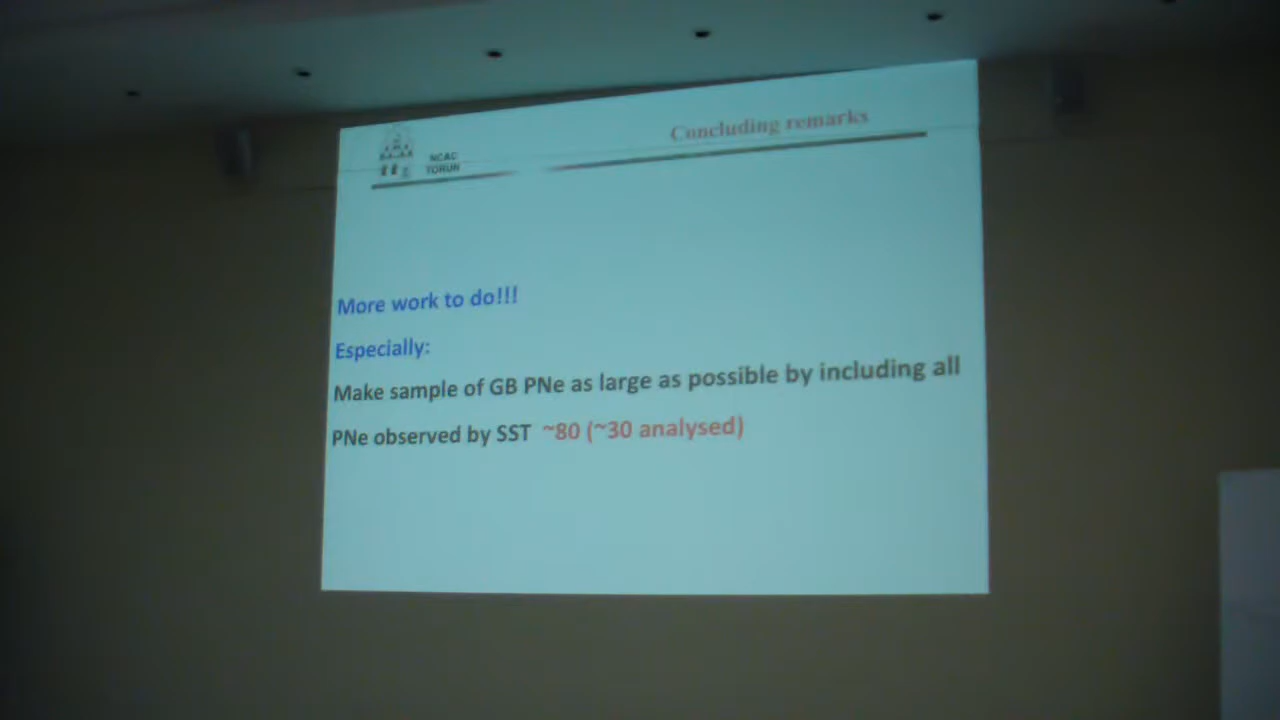 Concluding remarks
NCAC
TORUN
More work to do!!!
Especially:
Make sample of GB PNe as large as possible by including all
PNe observed by SST ~80 (~30 analysed)